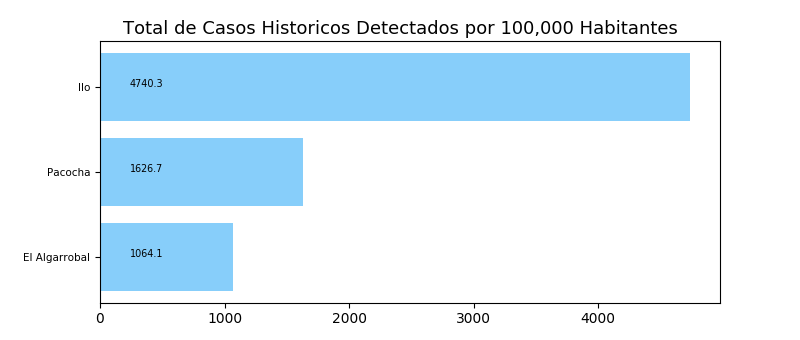 Total de Casos Historicos Detectados por 100,000 Habitantes
Ilo
4740.3
Pacocha
1626.7
El Algarrobal
1064.1
0 1000 2000 3000 4000